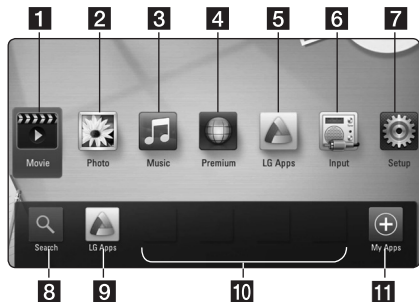 1 2 3 4 5 6 7
Movie Photo Music Premium LG Apps Input Setup
Search LG Apps My Apps
8 9 10 11